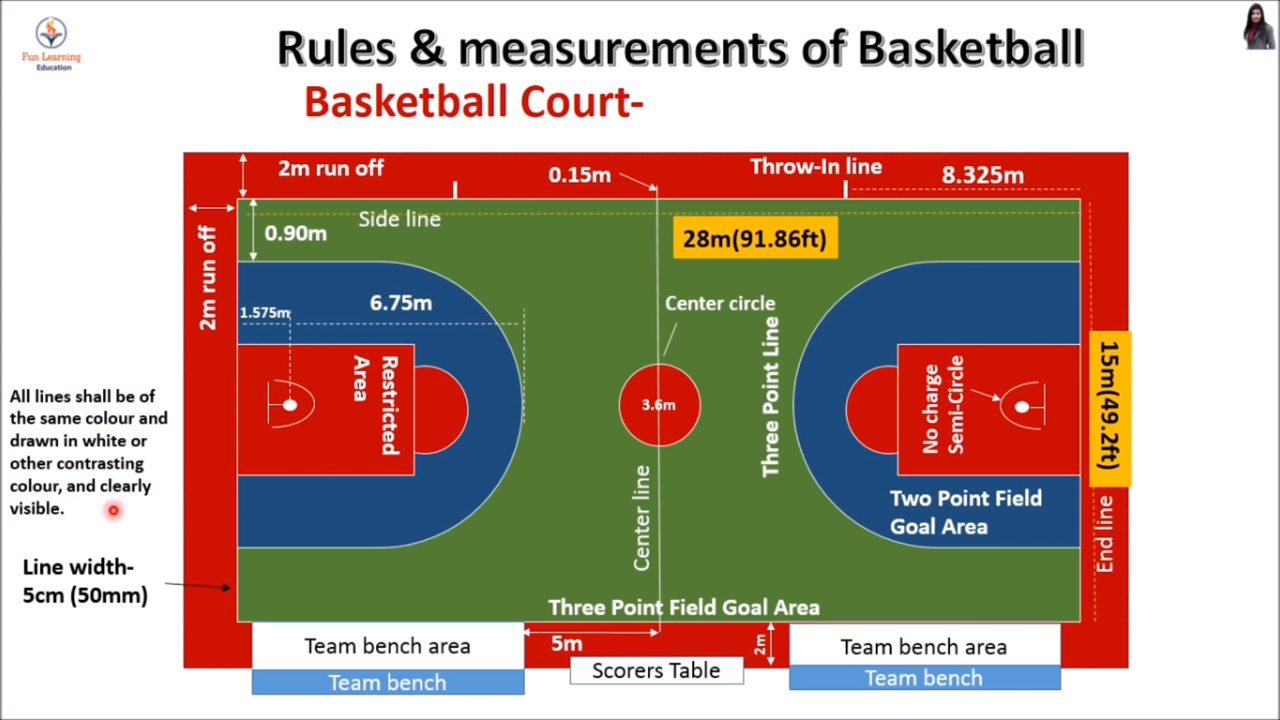 Fun Learning
Education
Rules & measurements of Basketball
Basketball Court-
2m run off
0.15m
Throw-In line
8.325m
2m run off
0.90m
Side line
28m(91.86ft)
1.575m
6.75m
Center circle
Three Point Line
15m(49.2ft)
Restricted
Area
3.6m
No charge
Semi-Circle
All lines shall be of
the same colour and
drawn in white or
other contrasting
colour, and clearly
visible.
Center line
Two Point Field
Goal Area
End line
Line width-
5cm (50mm)
Three Point Field Goal Area
Team bench area
5m
2m
Team bench area
Scorers Table
Team bench
Team bench